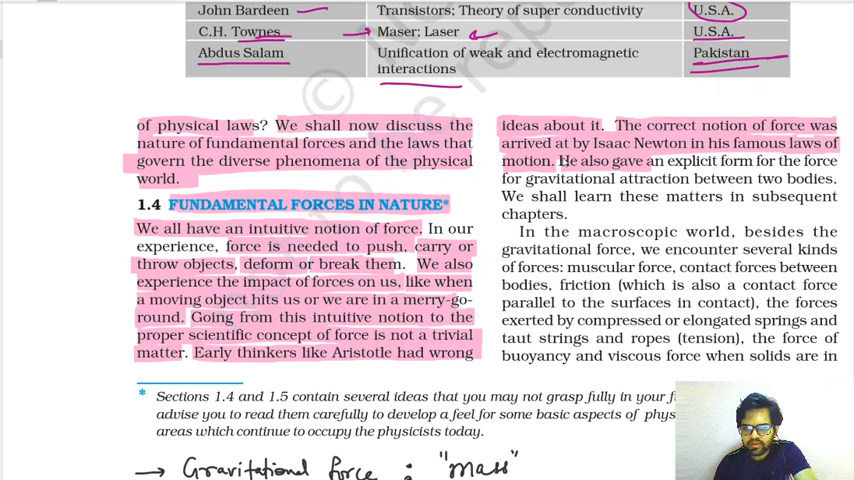 John Bardeen Transistors; Theory of super conductivity U.S.A.
C.H. Townes Maser; Laser U.S.A.
Abdus Salam Unification of weak and electromagnetic Pakistan
interactions
of physical laws? We shall now discuss the
nature of fundamental forces and the laws that
govern the diverse phenomena of the physical
world.
1.4 FUNDAMENTAL FORCES IN NATURE*
We all have an intuitive notion of force. In our
experience, force is needed to push, carry or
throw objects, deform or break them. We also
experience the impact of forces on us, like when
a moving object hits us or we are in a merry-go-
round. Going from this intuitive notion to the
proper scientific concept of force is not a trivial
matter. Early thinkers like Aristotle had wrong
ideas about it. The correct notion of force was
arrived at by Isaac Newton in his famous laws of
motion. He also gave an explicit form for the force
for gravitational attraction between two bodies.
We shall learn these matters in subsequent
chapters.
In the macroscopic world, besides the
gravitational force, we encounter several kinds
of forces: muscular force, contact forces between
bodies, friction (which is also a contact force
parallel to the surfaces in contact), the forces
exerted by compressed or elongated springs and
taut strings and ropes (tension), the force of
buoyancy and viscous force when solids are in
* Sections 1.4 and 1.5 contain several ideas that you may not grasp fully in your
advise you to read them carefully to develop a feel for some basic aspects of
areas which continue to occupy the physicists today.
→ Gravitational force : "mass"